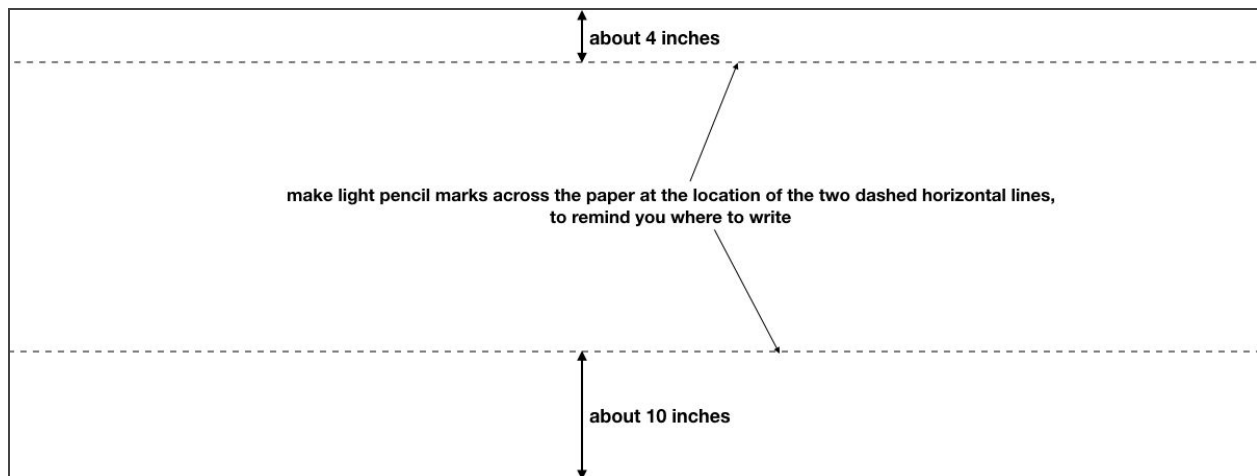 about 4 inches
make light pencil marks across the paper at the location of the two dashed horizontal lines,
to remind you where to write
about 10 inches